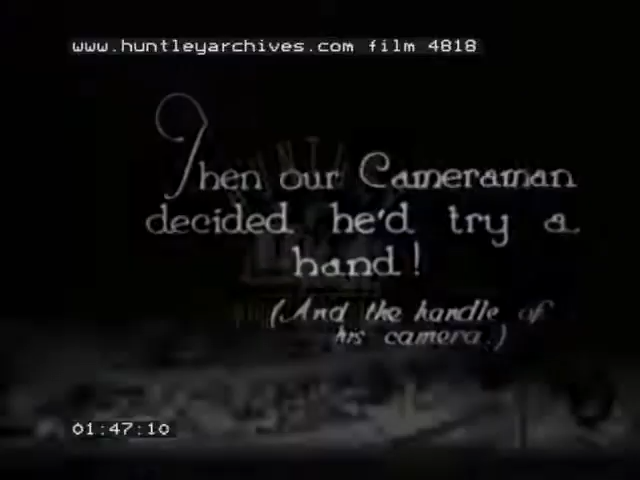 www.huntleyarchives.com film 4818
Then our Cameraman
decided he'd try a
hand!
(And the handle of
his camera.)
01:47:10